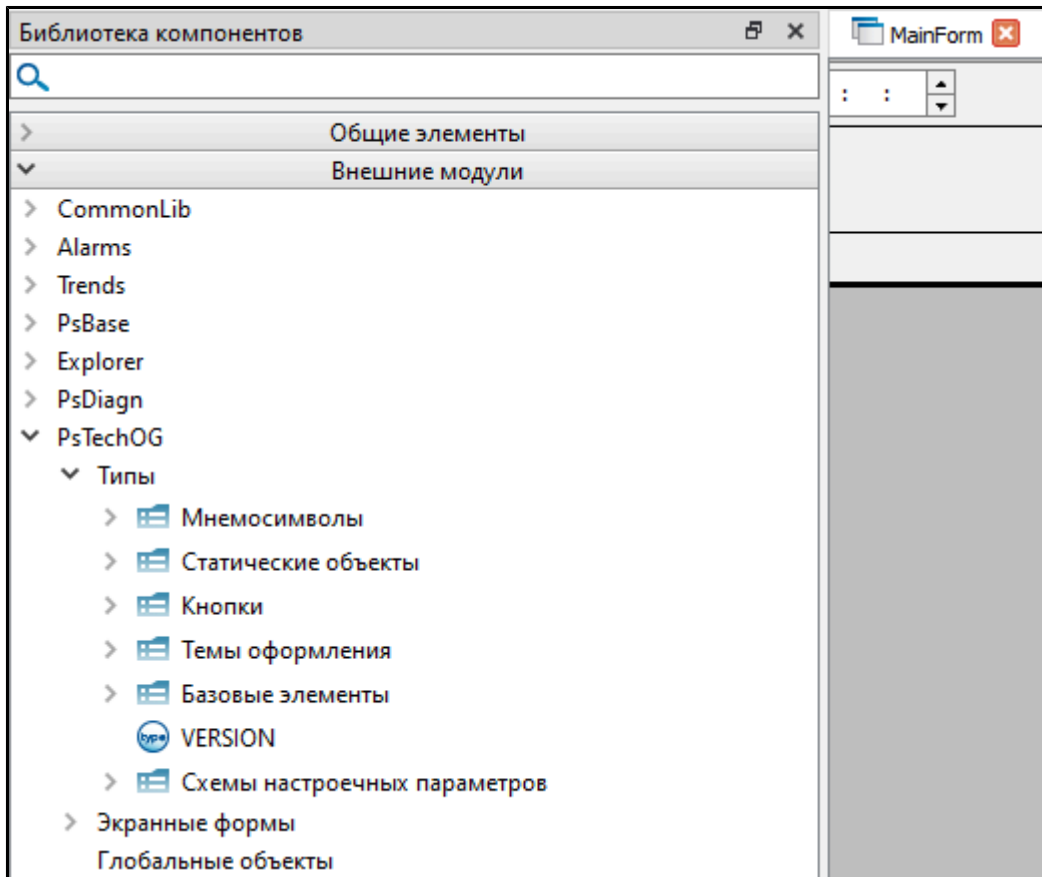 Библиотека компонентов
MainForm
: :
Общие элементы
Внешние модули
CommonLib
Alarms
Trends
PsBase
Explorer
PsDiagn
PsTechOG
Типы
Мнемосимволы
Статические объекты
Кнопки
Темы оформления
Базовые элементы
type VERSION
Схемы настроечных параметров
Экранные формы
Глобальные объекты